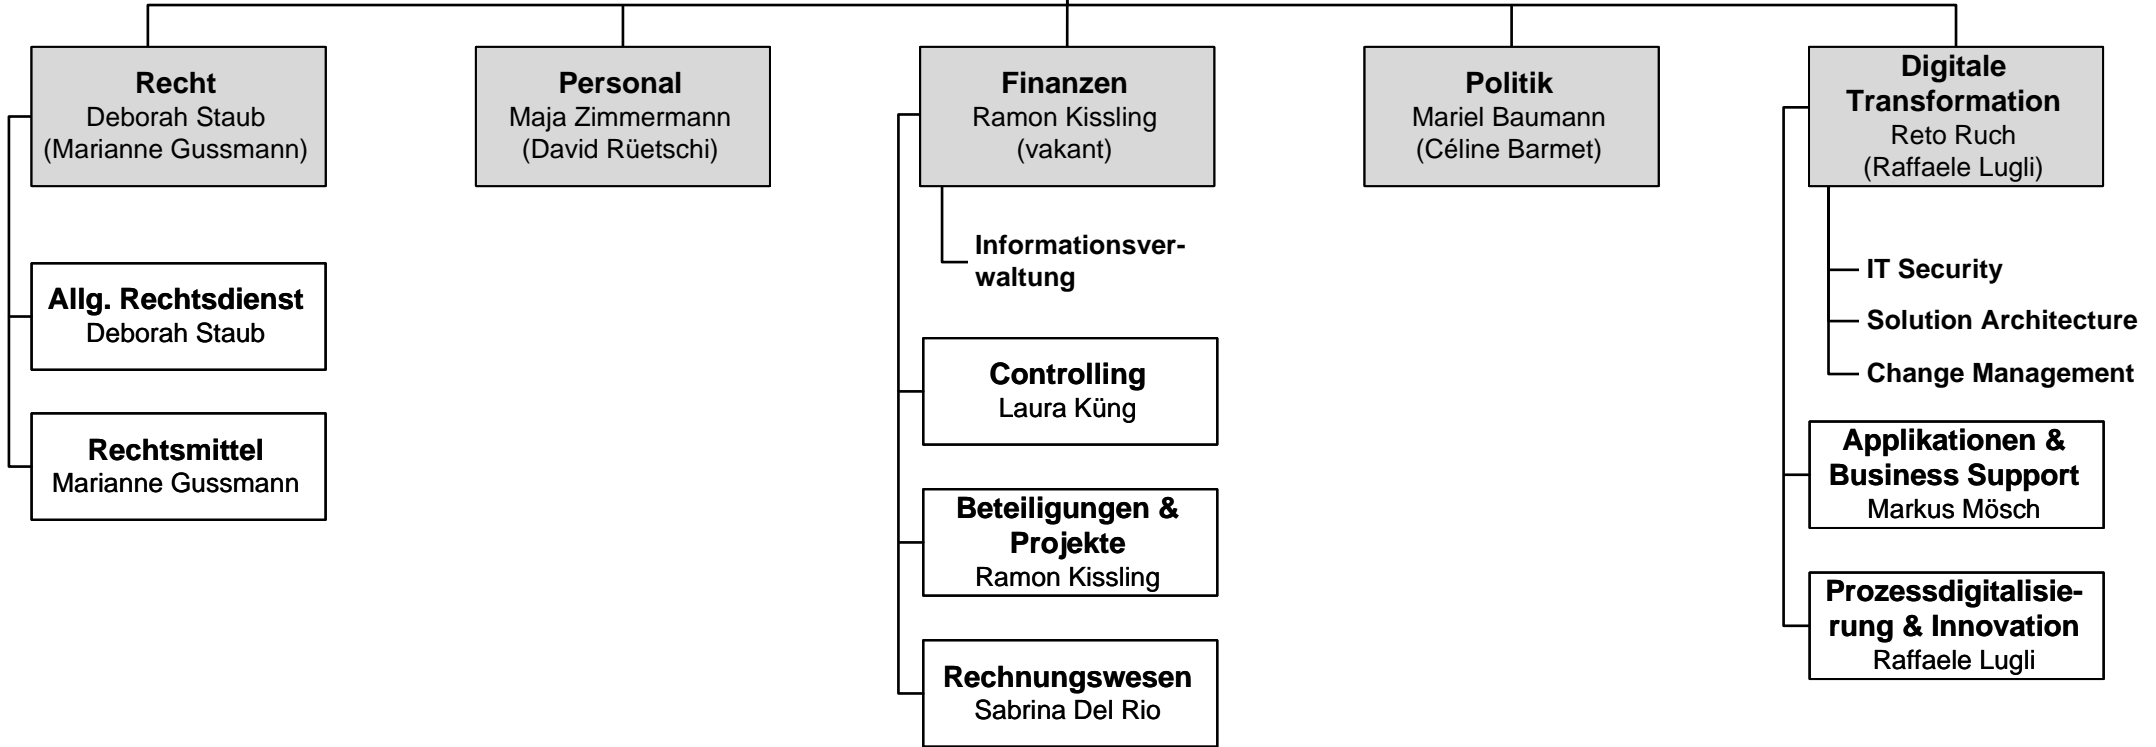 Recht
Deborah Staub
(Marianne Gussmann)
Allg. Rechtsdienst
Deborah Staub
Rechtsmittel
Marianne Gussmann
Personal
Maja Zimmermann
(David Rüetschi)
Finanzen
Ramon Kissling
(vakant)
Informationsver-
waltung
Controlling
Laura Küng
Beteiligungen &
Projekte
Ramon Kissling
Rechnungswesen
Sabrina Del Rio
Politik
Mariel Baumann
(Céline Barmet)
Digitale
Transformation
Reto Ruch
(Raffaele Lugli)
IT Security
Solution Architecture
Change Management
Applikationen &
Business Support
Markus Mösch
Prozessdigitalisie-
rung & Innovation
Raffaele Lugli